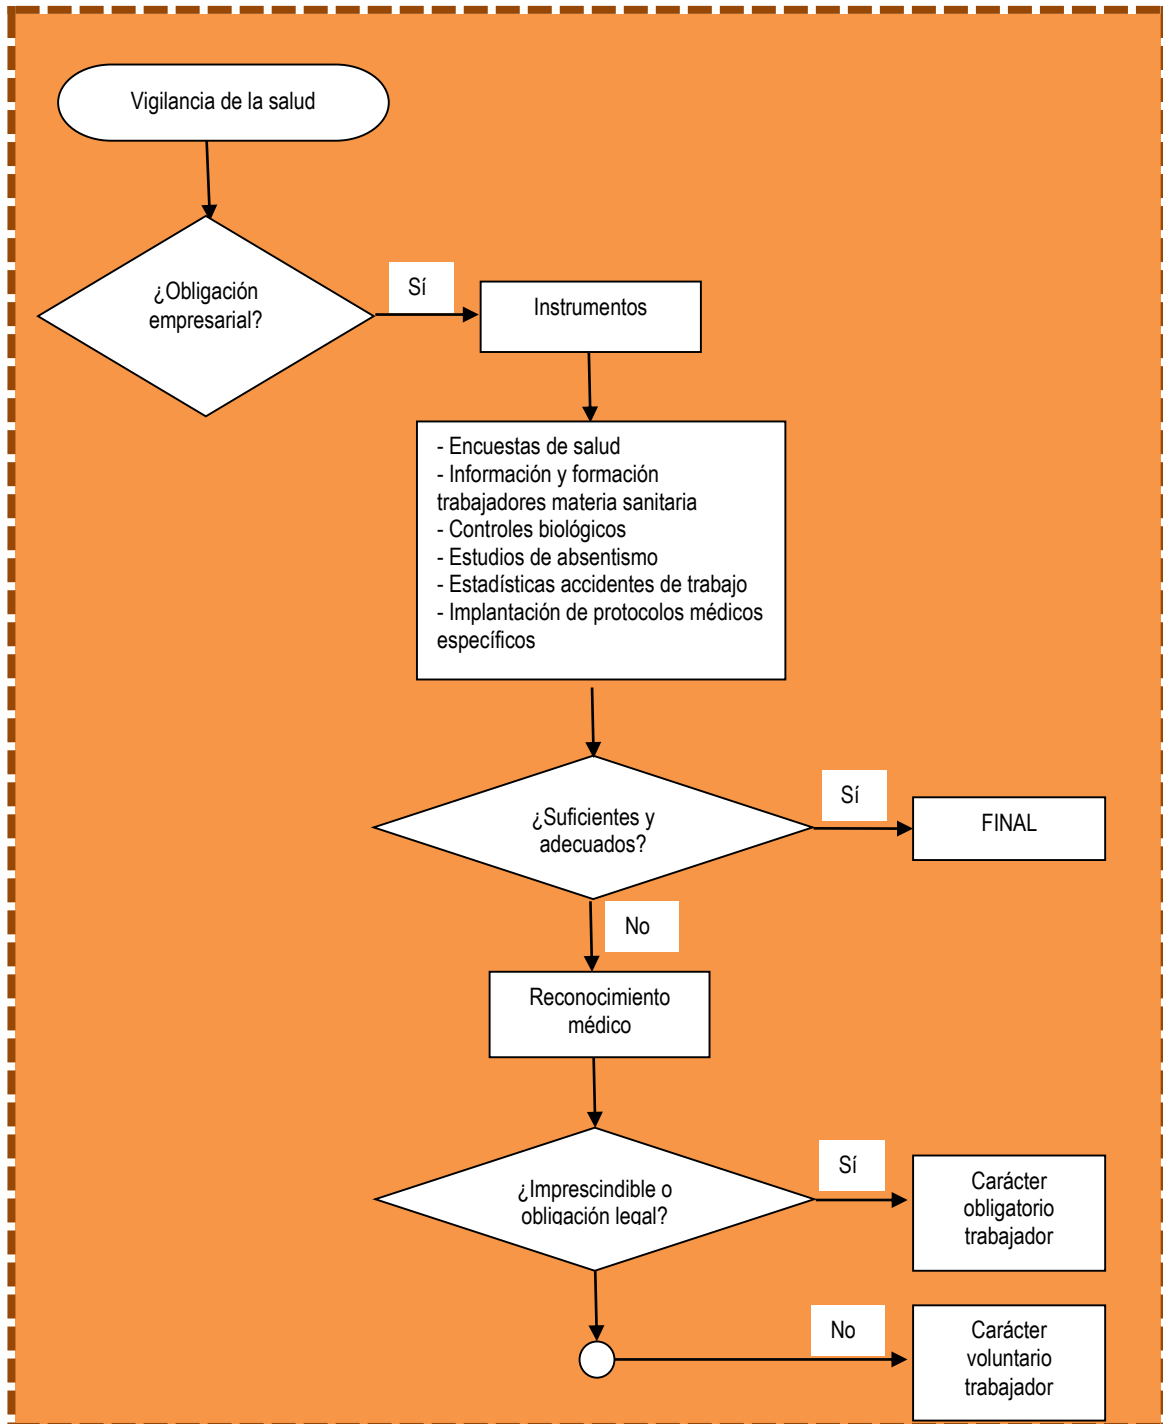 Vigilancia de la salud
¿Obligación
empresarial?
Sí
Instrumentos
- Encuestas de salud
- Información y formación
trabajadores materia sanitaria
- Controles biológicos
- Estudios de absentismo
- Estadísticas accidentes de trabajo
- Implantación de protocolos médicos
específicos
¿Suficientes y
adecuados?
Sí
FINAL
No
Reconocimiento
médico
¿Imprescindible o
obligación legal?
Sí
Carácter
obligatorio
trabajador
No
Carácter
voluntario
trabajador